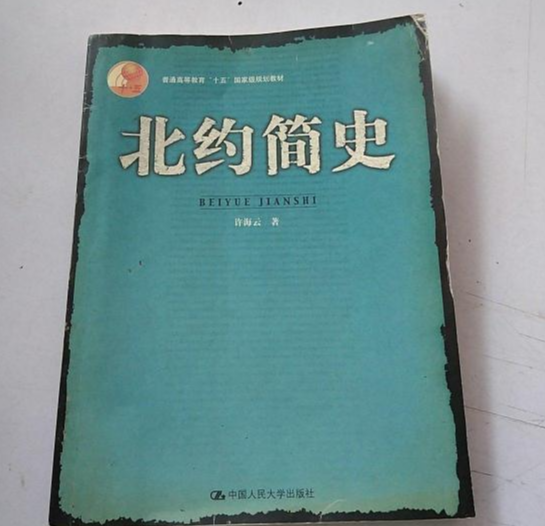 普通高等教育“十五”国家级规划教材
北约简史
BEIYUE JIANSHI
许海云 著
中国人民大学出版社